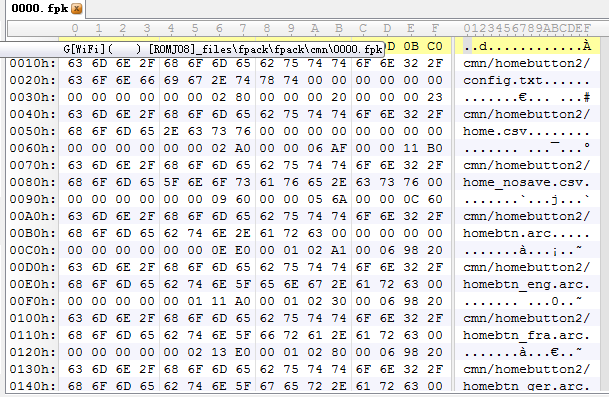 0000. fpk
0 1 2 3 A B C D E F 0123456789ABCDEF
0B C0 ..d...........À
G[WiFi]( ) [ROMJ08]_files\fpack\fpack\cmn\0000.fpk
0010h: 63 6D 6E 2F 68 6F 6D 65 62 75 74 74 6F 6E 32 2F cmn/homebutton2/
0020h: 63 6F 6E 66 69 67 2E 74 78 74 00 00 00 00 00 00 config.txt......
0030h: 00 00 00 00 00 00 02 80 00 00 00 20 00 00 00 23 .......€... ...#
0040h: 63 6D 6E 2F 68 6F 6D 65 62 75 74 74 6F 6E 32 2F cmn/homebutton2/
0050h: 68 6F 6D 65 2E 63 73 76 00 00 00 00 00 00 00 00 home.csv........
0060h: 00 00 00 00 00 00 02 A0 00 00 06 AF 00 00 11 B0 ....... ...¯...°
0070h: 63 6D 6E 2F 68 6F 6D 65 62 75 74 74 6F 6E 32 2F cmn/homebutton2/
0080h: 68 6F 6D 65 5F 6E 6F 73 61 76 65 2E 63 73 76 00 home_nosave.csv.
0090h: 00 00 00 00 00 00 09 60 00 00 05 6A 00 00 0C 60 .......`...j...`
00A0h: 63 6D 6E 2F 68 6F 6D 65 62 75 74 74 6F 6E 32 2F cmn/homebutton2/
00B0h: 68 6F 6D 65 62 74 6E 2E 61 72 63 00 00 00 00 00 homebtn.arc.....
00C0h: 00 00 00 00 00 00 0E E0 00 01 02 A1 00 06 98 20 .......à...¡..˜
00D0h: 63 6D 6E 2F 68 6F 6D 65 62 75 74 74 6F 6E 32 2F cmn/homebutton2/
00E0h: 68 6F 6D 65 62 74 6E 5F 65 6E 67 2E 61 72 63 00 homebtn_eng.arc.
00F0h: 00 00 00 00 00 01 11 A0 00 01 02 30 00 06 98 20 ....... ...0..˜
0100h: 63 6D 6E 2F 68 6F 6D 65 62 75 74 74 6F 6E 32 2F cmn/homebutton2/
0110h: 68 6F 6D 65 62 74 6E 5F 66 72 61 2E 61 72 63 00 homebtn_fra.arc.
0120h: 00 00 00 00 00 02 13 E0 00 01 02 80 00 06 98 20 .......à...€..˜
0130h: 63 6D 6E 2F 68 6F 6D 65 62 75 74 74 6F 6E 32 2F cmn/homebutton2/
0140h: 68 6F 6D 65 62 74 6E 5F 67 65 72 2E 61 72 63 00 homebtn_ger.arc.